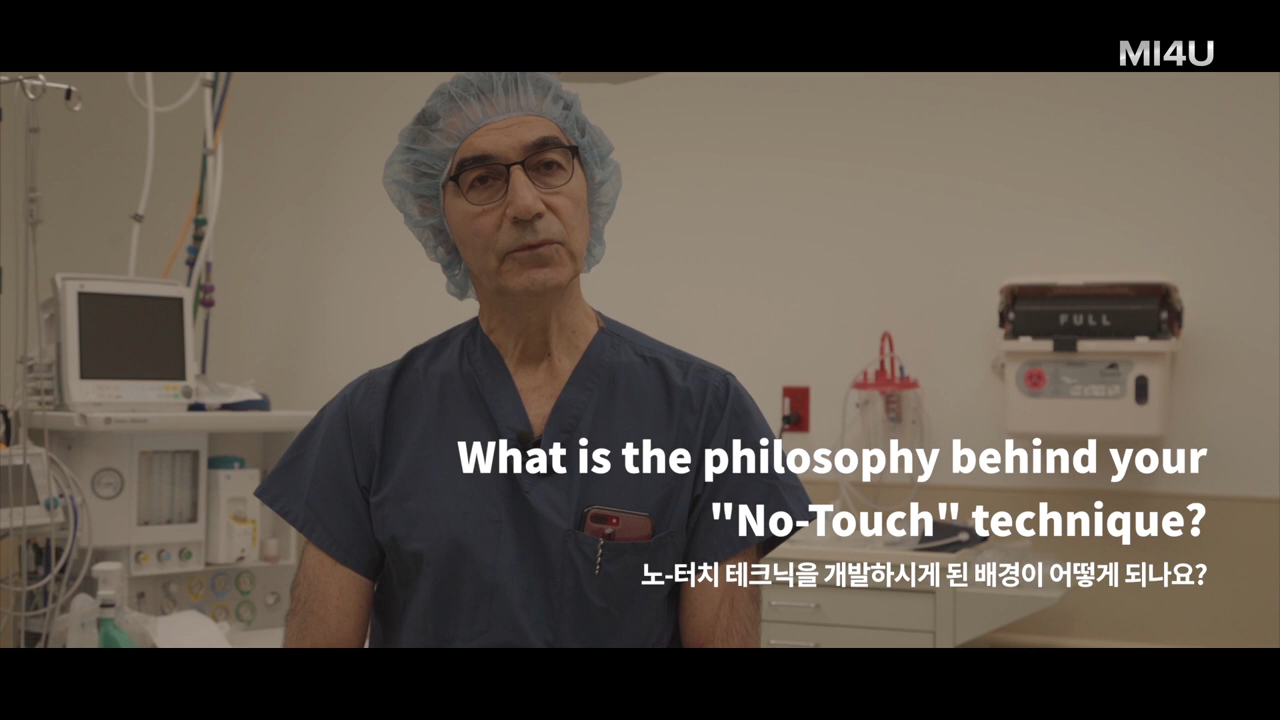 MI4U
FULL
What is the philosophy behind your
"No-Touch" technique?
노-터치 테크닉을 개발하시게 된 배경이 어떻게 되나요?